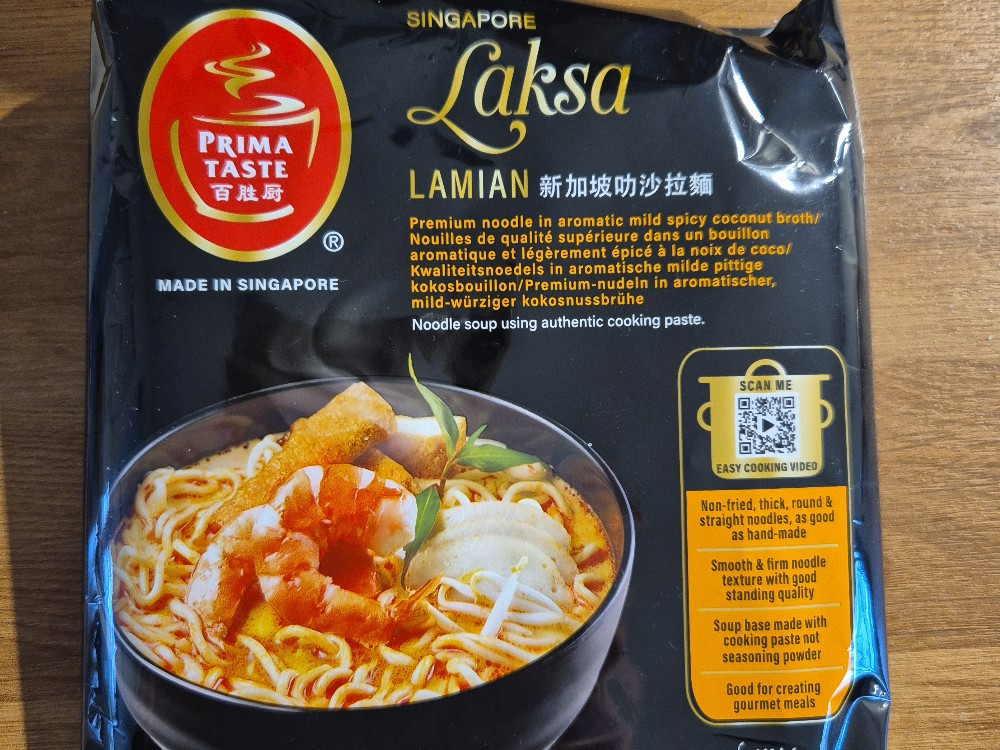 PRIMA
TASTE
百胜厨
®
MADE IN SINGAPORE
SINGAPORE
Laksa
LAMIAN 新加坡叻沙拉麵
Premium noodle in aromatic mild spicy coconut broth/
Nouilles de qualité supérieure dans un bouillon
aromatique et légèrement épicé à la noix de coco/
Kwaliteitsnoedels in aromatische milde pittige
kokosbouillon/Premium-nudeln in aromatischer,
mild-würziger kokosnussbrühe
Noodle soup using authentic cooking paste.
SCAN ME
EASY COOKING VIDEO
Non-fried, thick, round &
straight noodles, as good
as hand-made
Smooth & firm noodle
texture with good
standing quality
Soup base made with
cooking paste not
seasoning powder
Good for creating
gourmet meals